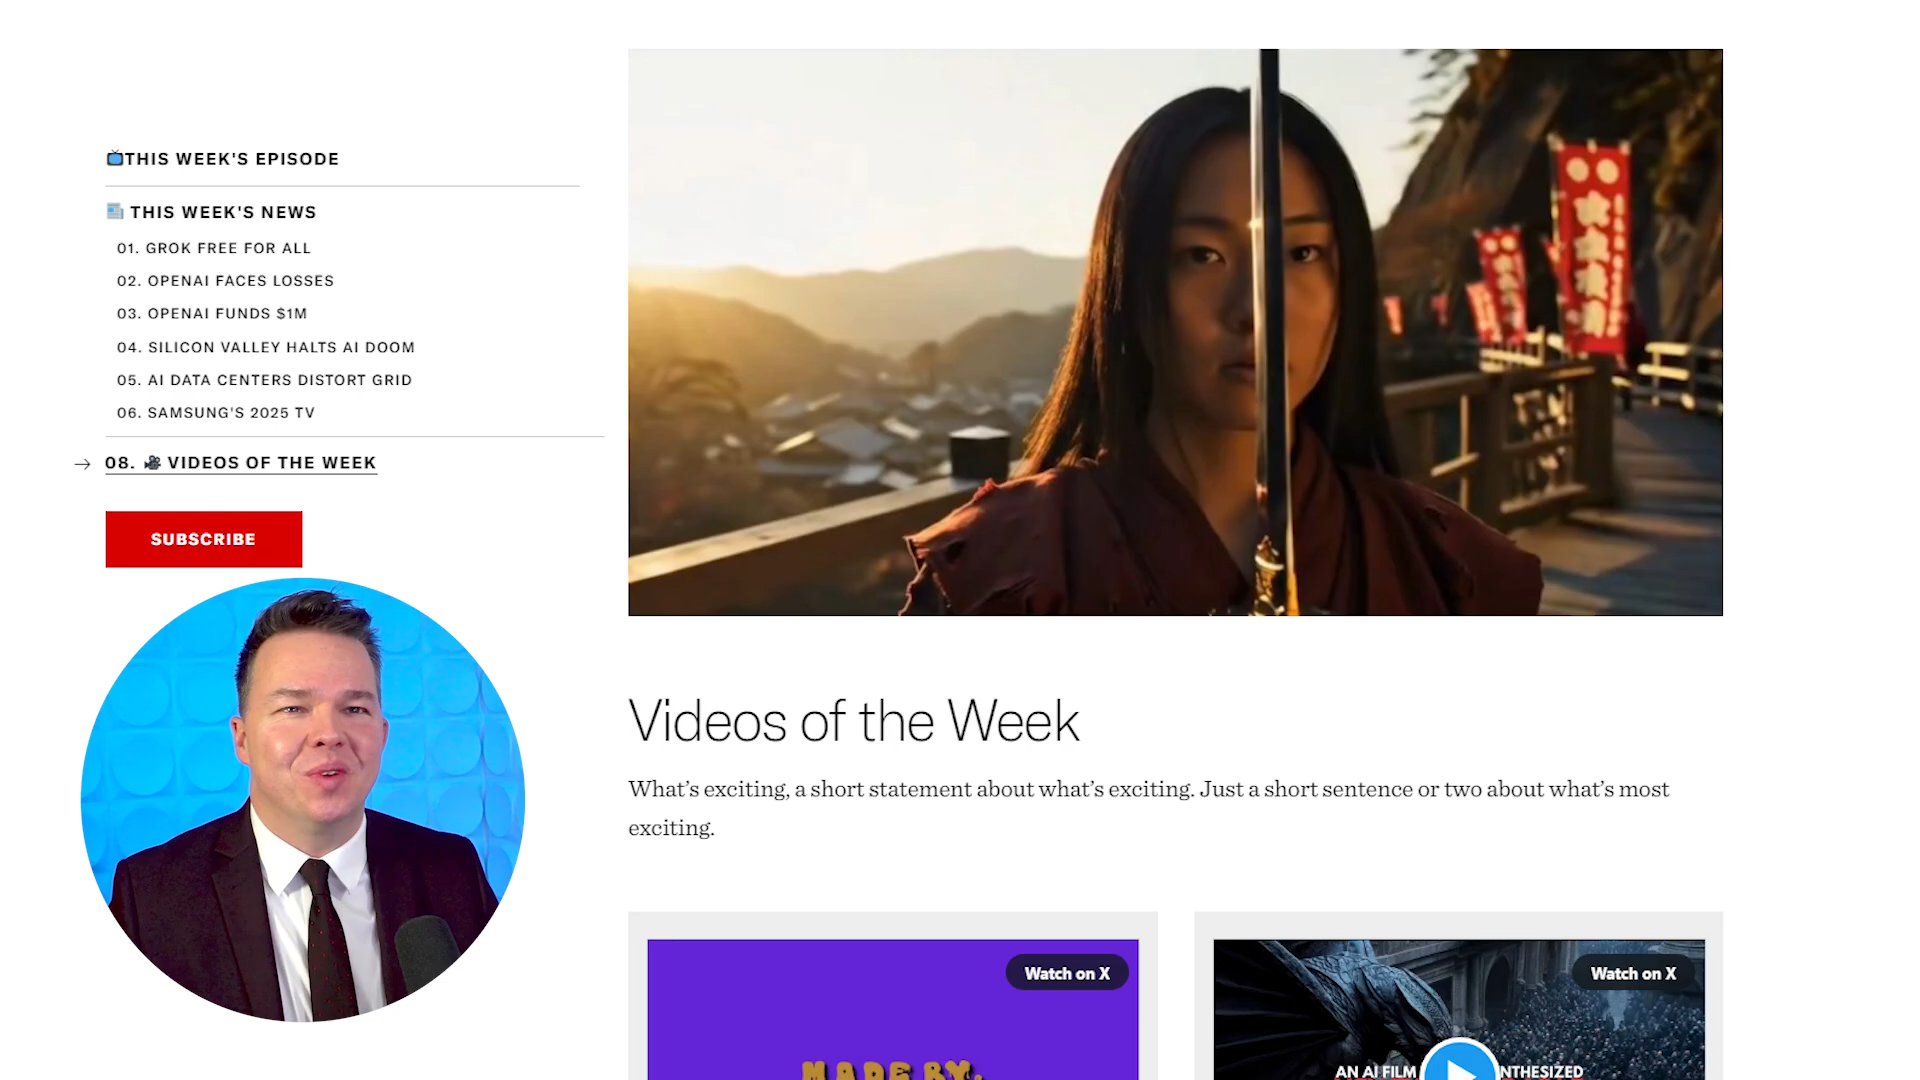 THIS WEEK'S EPISODE
THIS WEEK'S NEWS
01. GROK FREE FOR ALL
02. OPENAI FACES LOSSES
03. OPENAI FUNDS $1M
04. SILICON VALLEY HALTS AI DOOM
05. AI DATA CENTERS DISTORT GRID
06. SAMSUNG'S 2025 TV
→ 08. VIDEOS OF THE WEEK
SUBSCRIBE
Videos of the Week
What’s exciting, a short statement about what’s exciting. Just a short sentence or two about what’s most
exciting.
Watch on X
MADE BY.
Watch on X
AN AI FILM